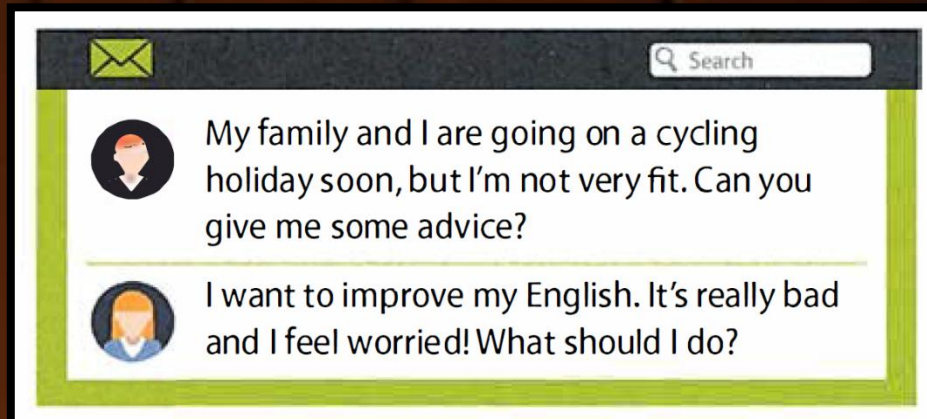 Search
My family and I are going on a cycling
holiday soon, but I'm not very fit. Can you
give me some advice?
I want to improve my English. It's really bad
and I feel worried! What should I do?